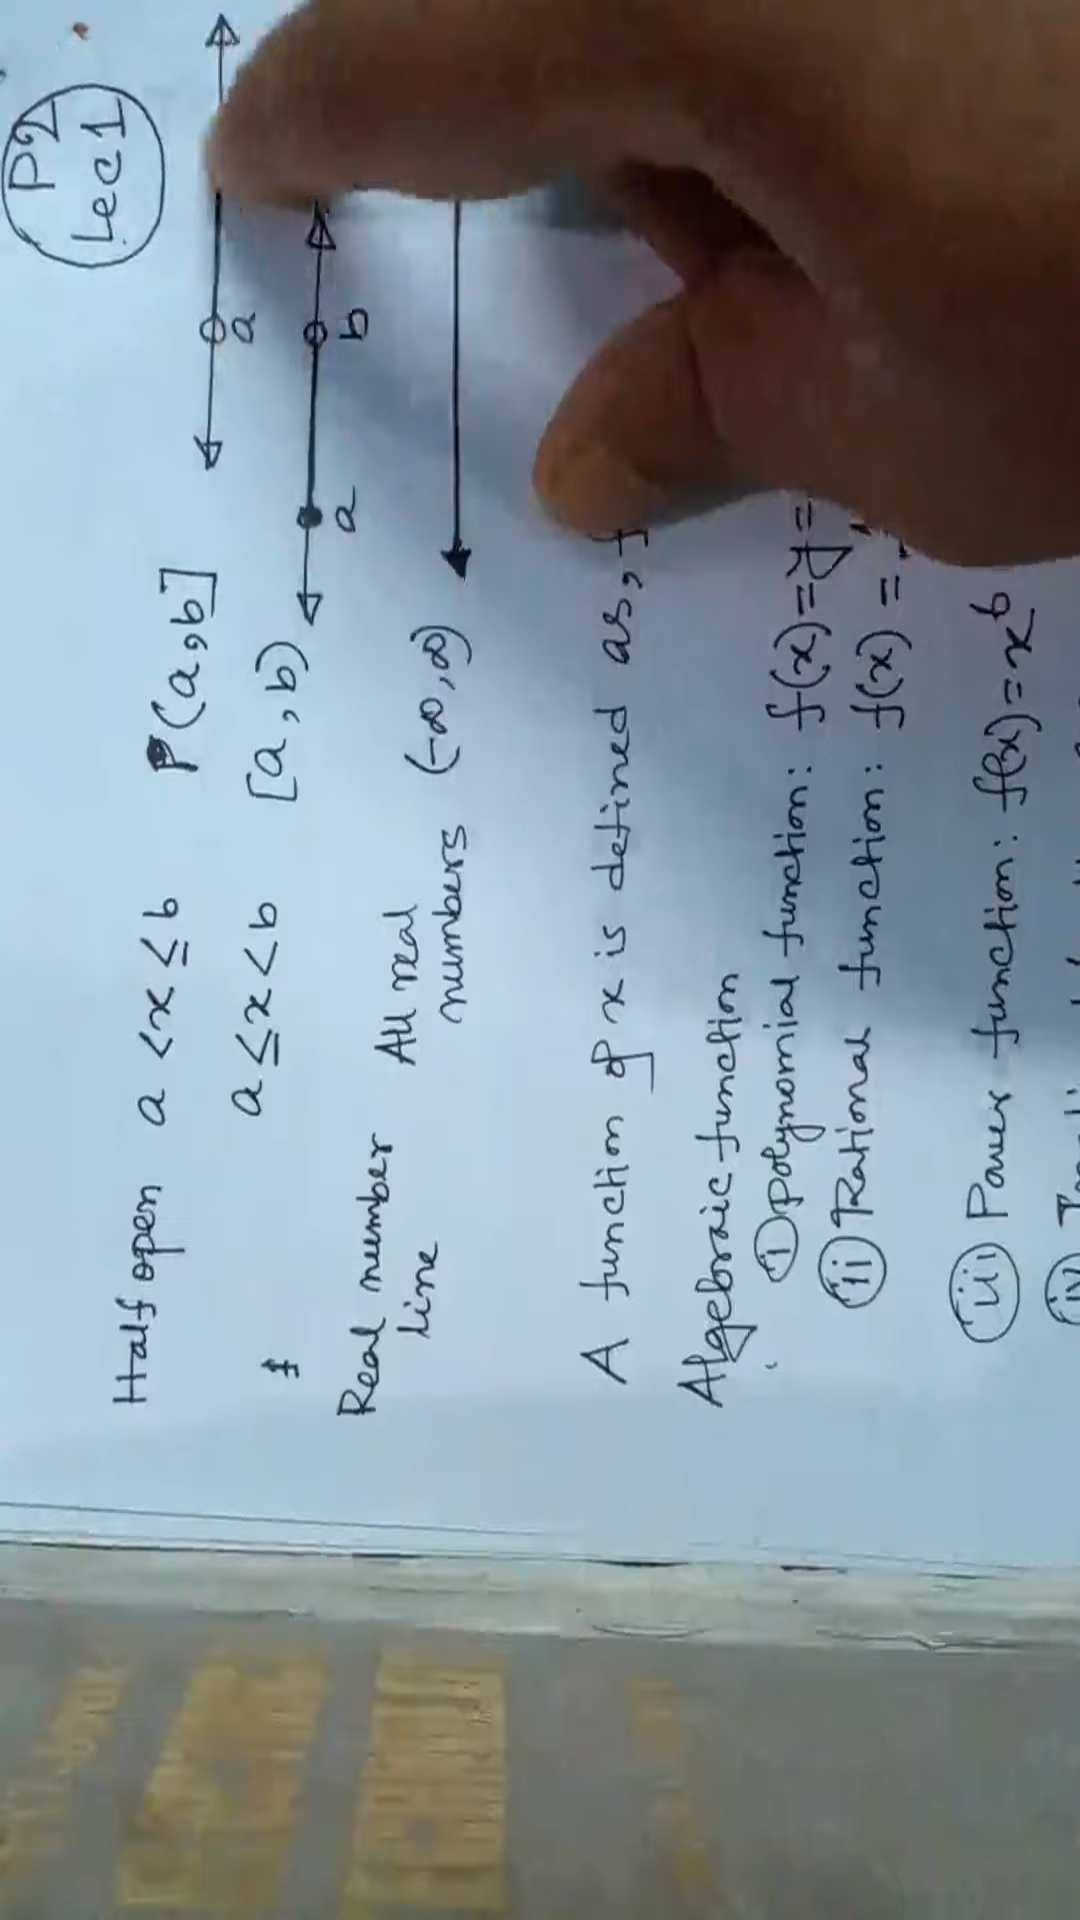 P2
Lec1
Half open a < x ≤ b (a, b]
a
a ≤ x < b [a, b)
a b
Real number line All real numbers (-∞, ∞)
A function of x is defined as, f
Algebraic function
(i) Polynomial function: f(x) = y =
(ii) Rational function: f(x) =
(iii) Power function: f(x) = x^b
(iv)